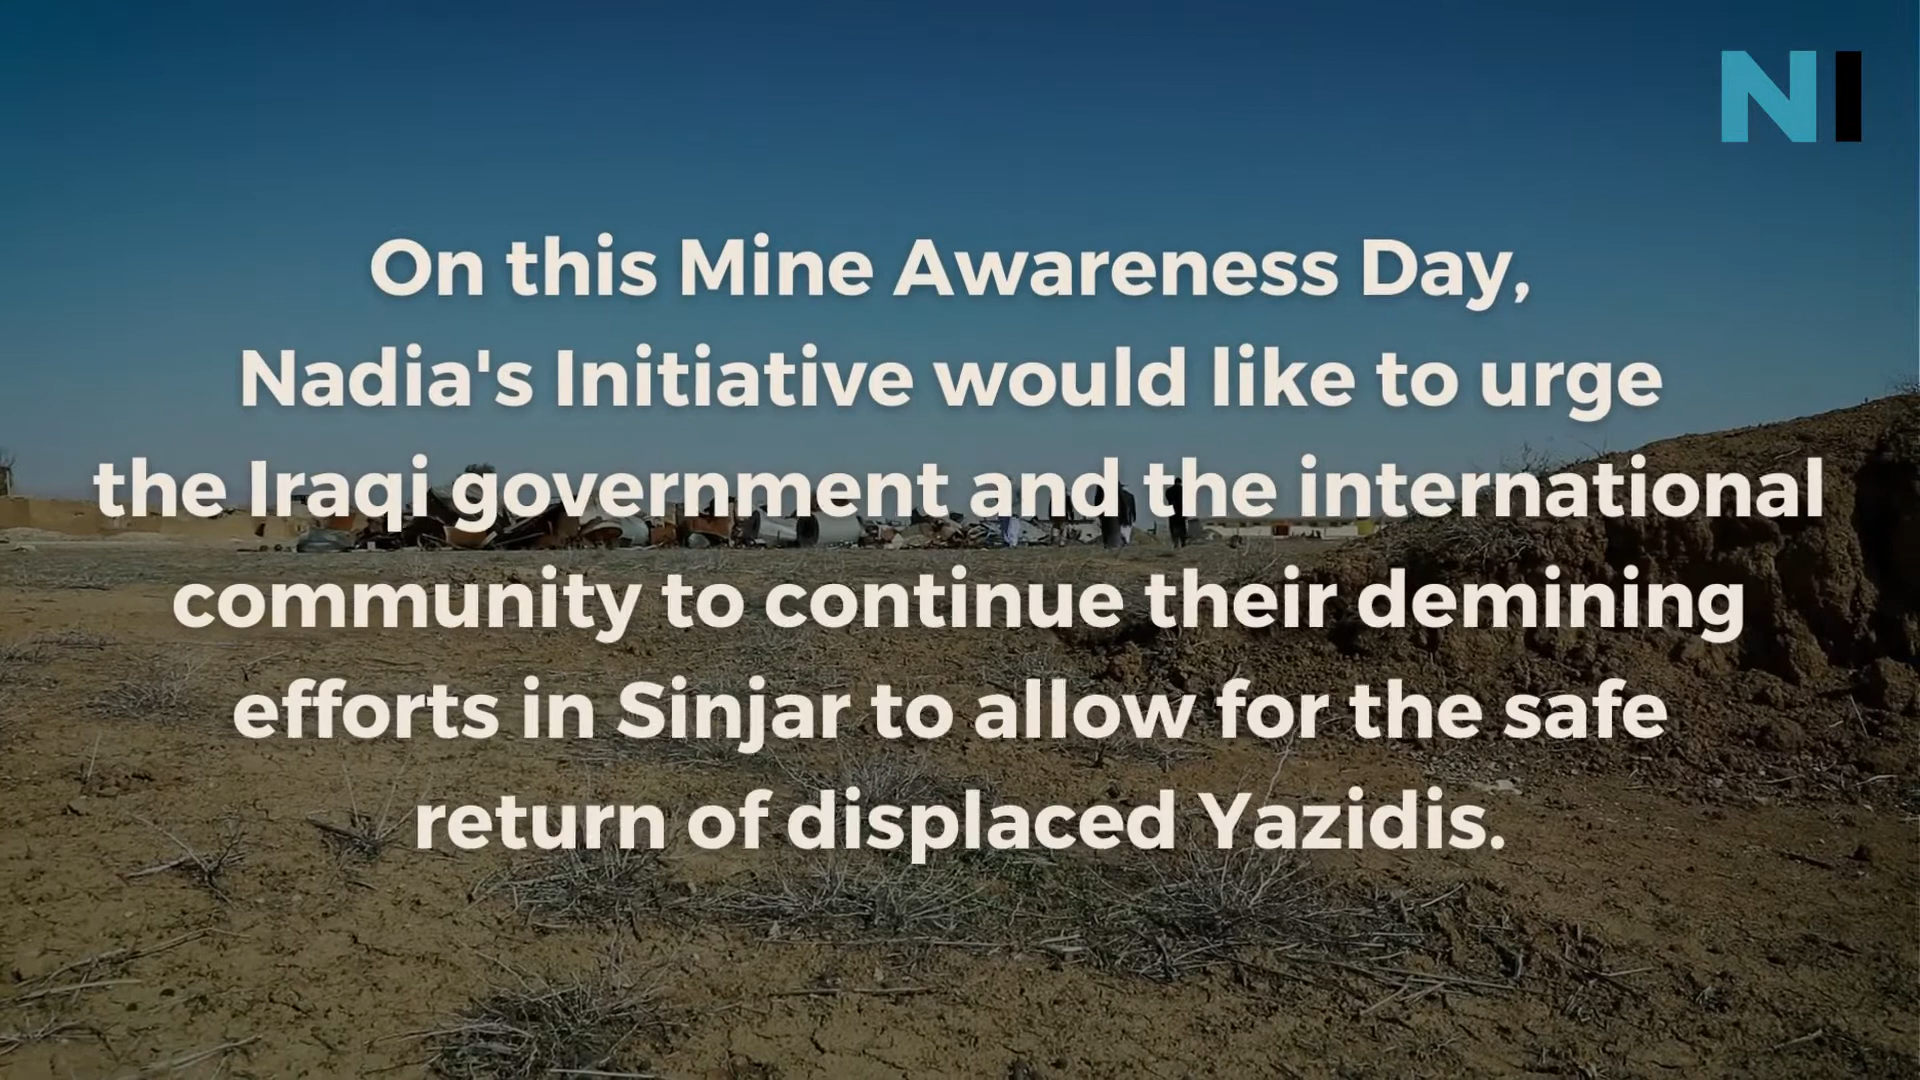 NI
On this Mine Awareness Day,
Nadia's Initiative would like to urge
the Iraqi government and the international
community to continue their demining
efforts in Sinjar to allow for the safe
return of displaced Yazidis.